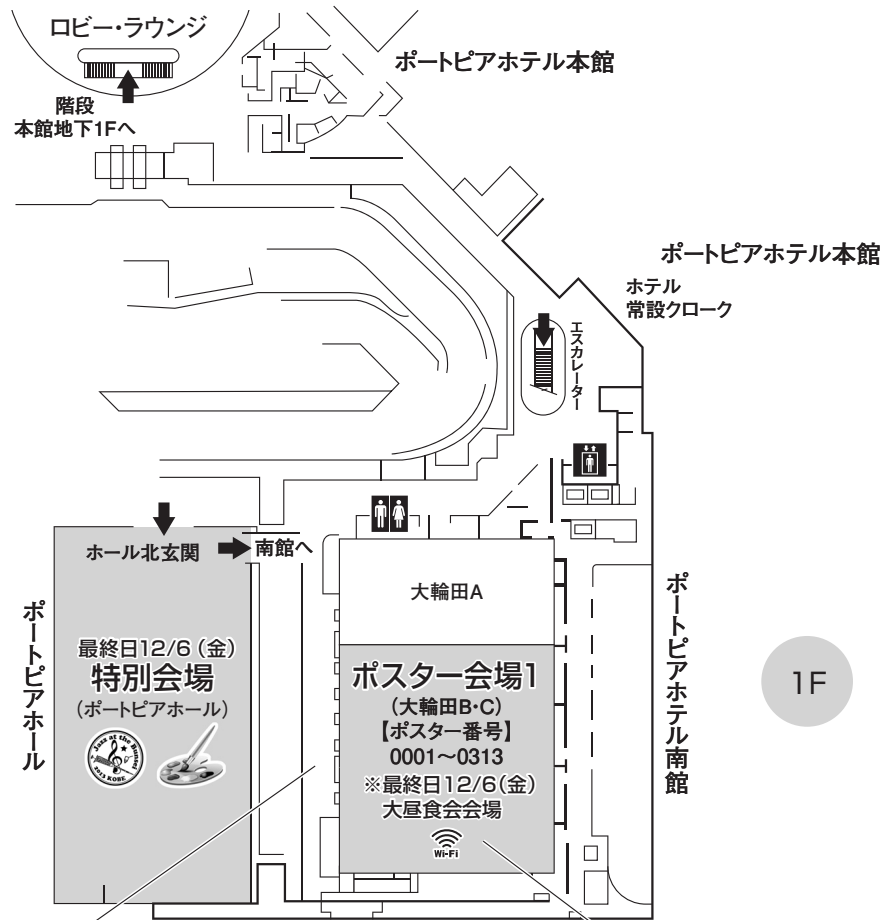 ロビー・ラウンジ
階段
本館地下1Fへ
ポートピアホテル本館
ポートピアホテル本館
ホテル
常設クローク
エスカレーター
ホール北玄関
南館へ
大輪田A
ポートピアホール
最終日12/6（金）
特別会場
（ポートピアホール）
Jazz at the Bunsei
2013 KOBE
ポスター会場1
（大輪田B・C）
【ポスター番号】
0001〜0313
※最終日12/6（金）
大昼食会会場
Wi-Fi
ポートピアホテル南館
1F